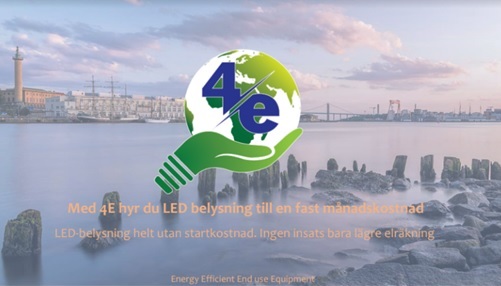 4e
Med 4E hyr du LED belysning till en fast månadskostnad
LED-belysning helt utan startkostnad. Ingen insats bara lägre elräkning
Energy Efficient End use Equipment